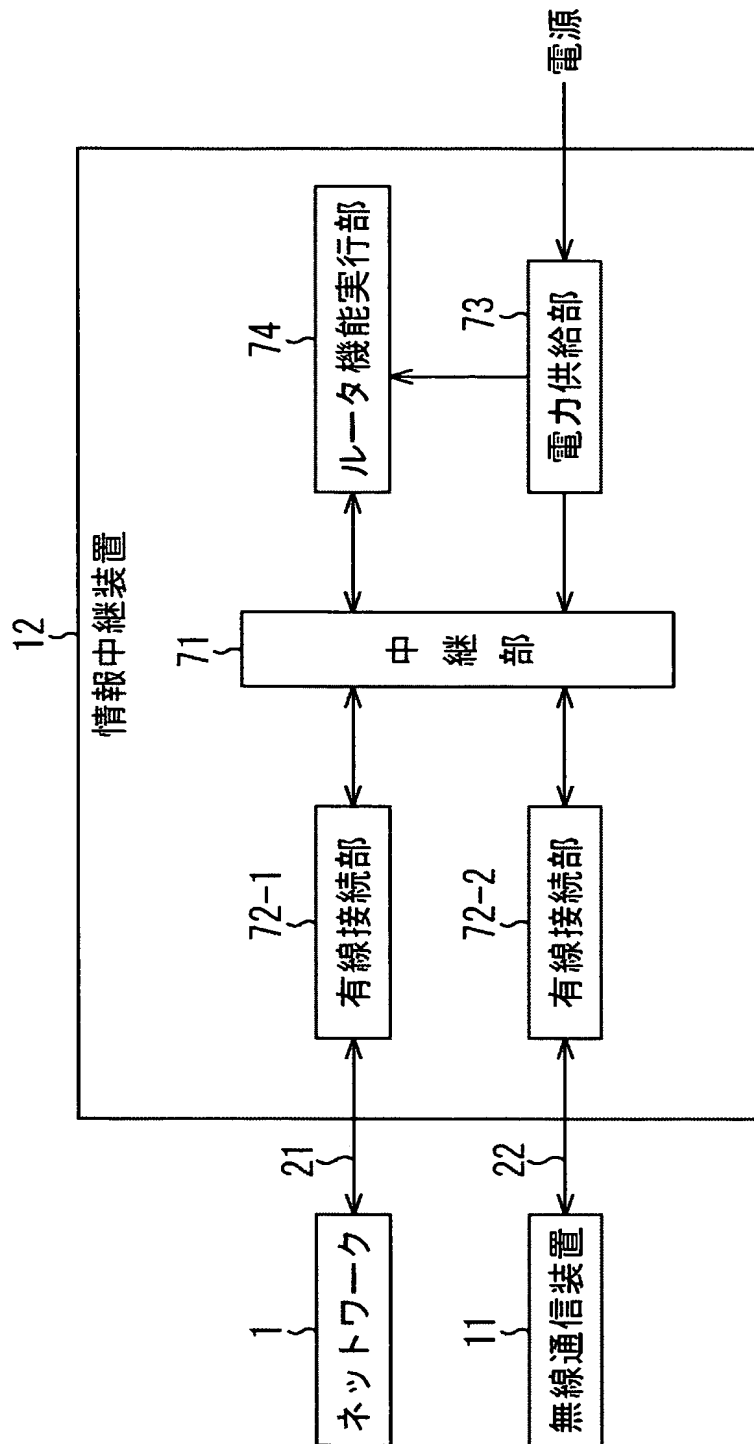 12
情報中継装置
1
ネットワーク
21
72-1
有線接続部
71
中継部
74
ルータ機能実行部
11
無線通信装置
22
72-2
有線接続部
73
電力供給部
電源